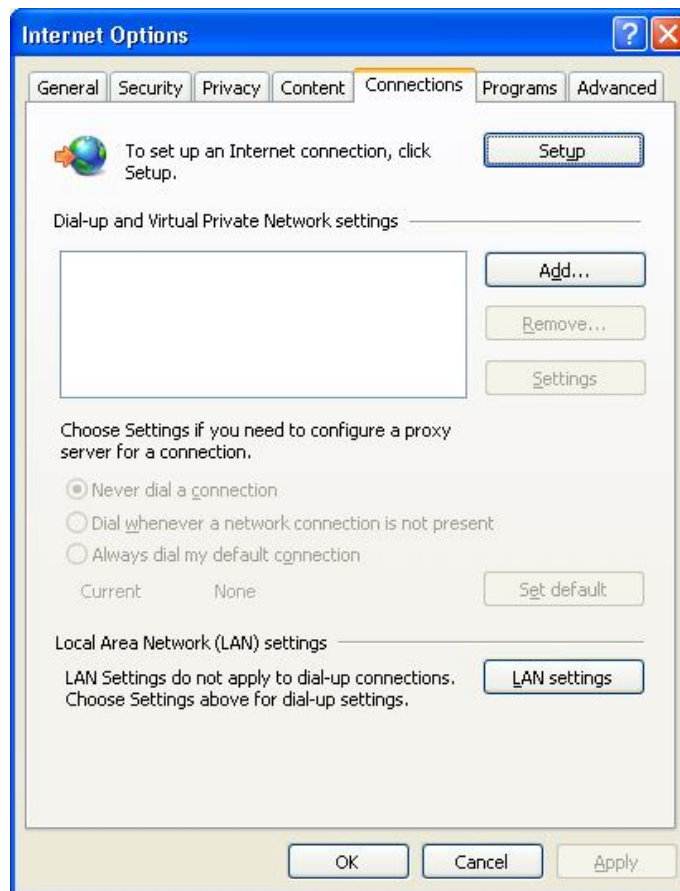 Internet Options
?
General Security Privacy Content Connections Programs Advanced
To set up an Internet connection, click
Setup.
Setup
Dial-up and Virtual Private Network settings
Add...
Remove...
Settings
Choose Settings if you need to configure a proxy
server for a connection.
Never dial a connection
Dial whenever a network connection is not present
Always dial my default connection
Current None
Set default
Local Area Network (LAN) settings
LAN Settings do not apply to dial-up connections.
Choose Settings above for dial-up settings.
LAN settings
OK Cancel Apply